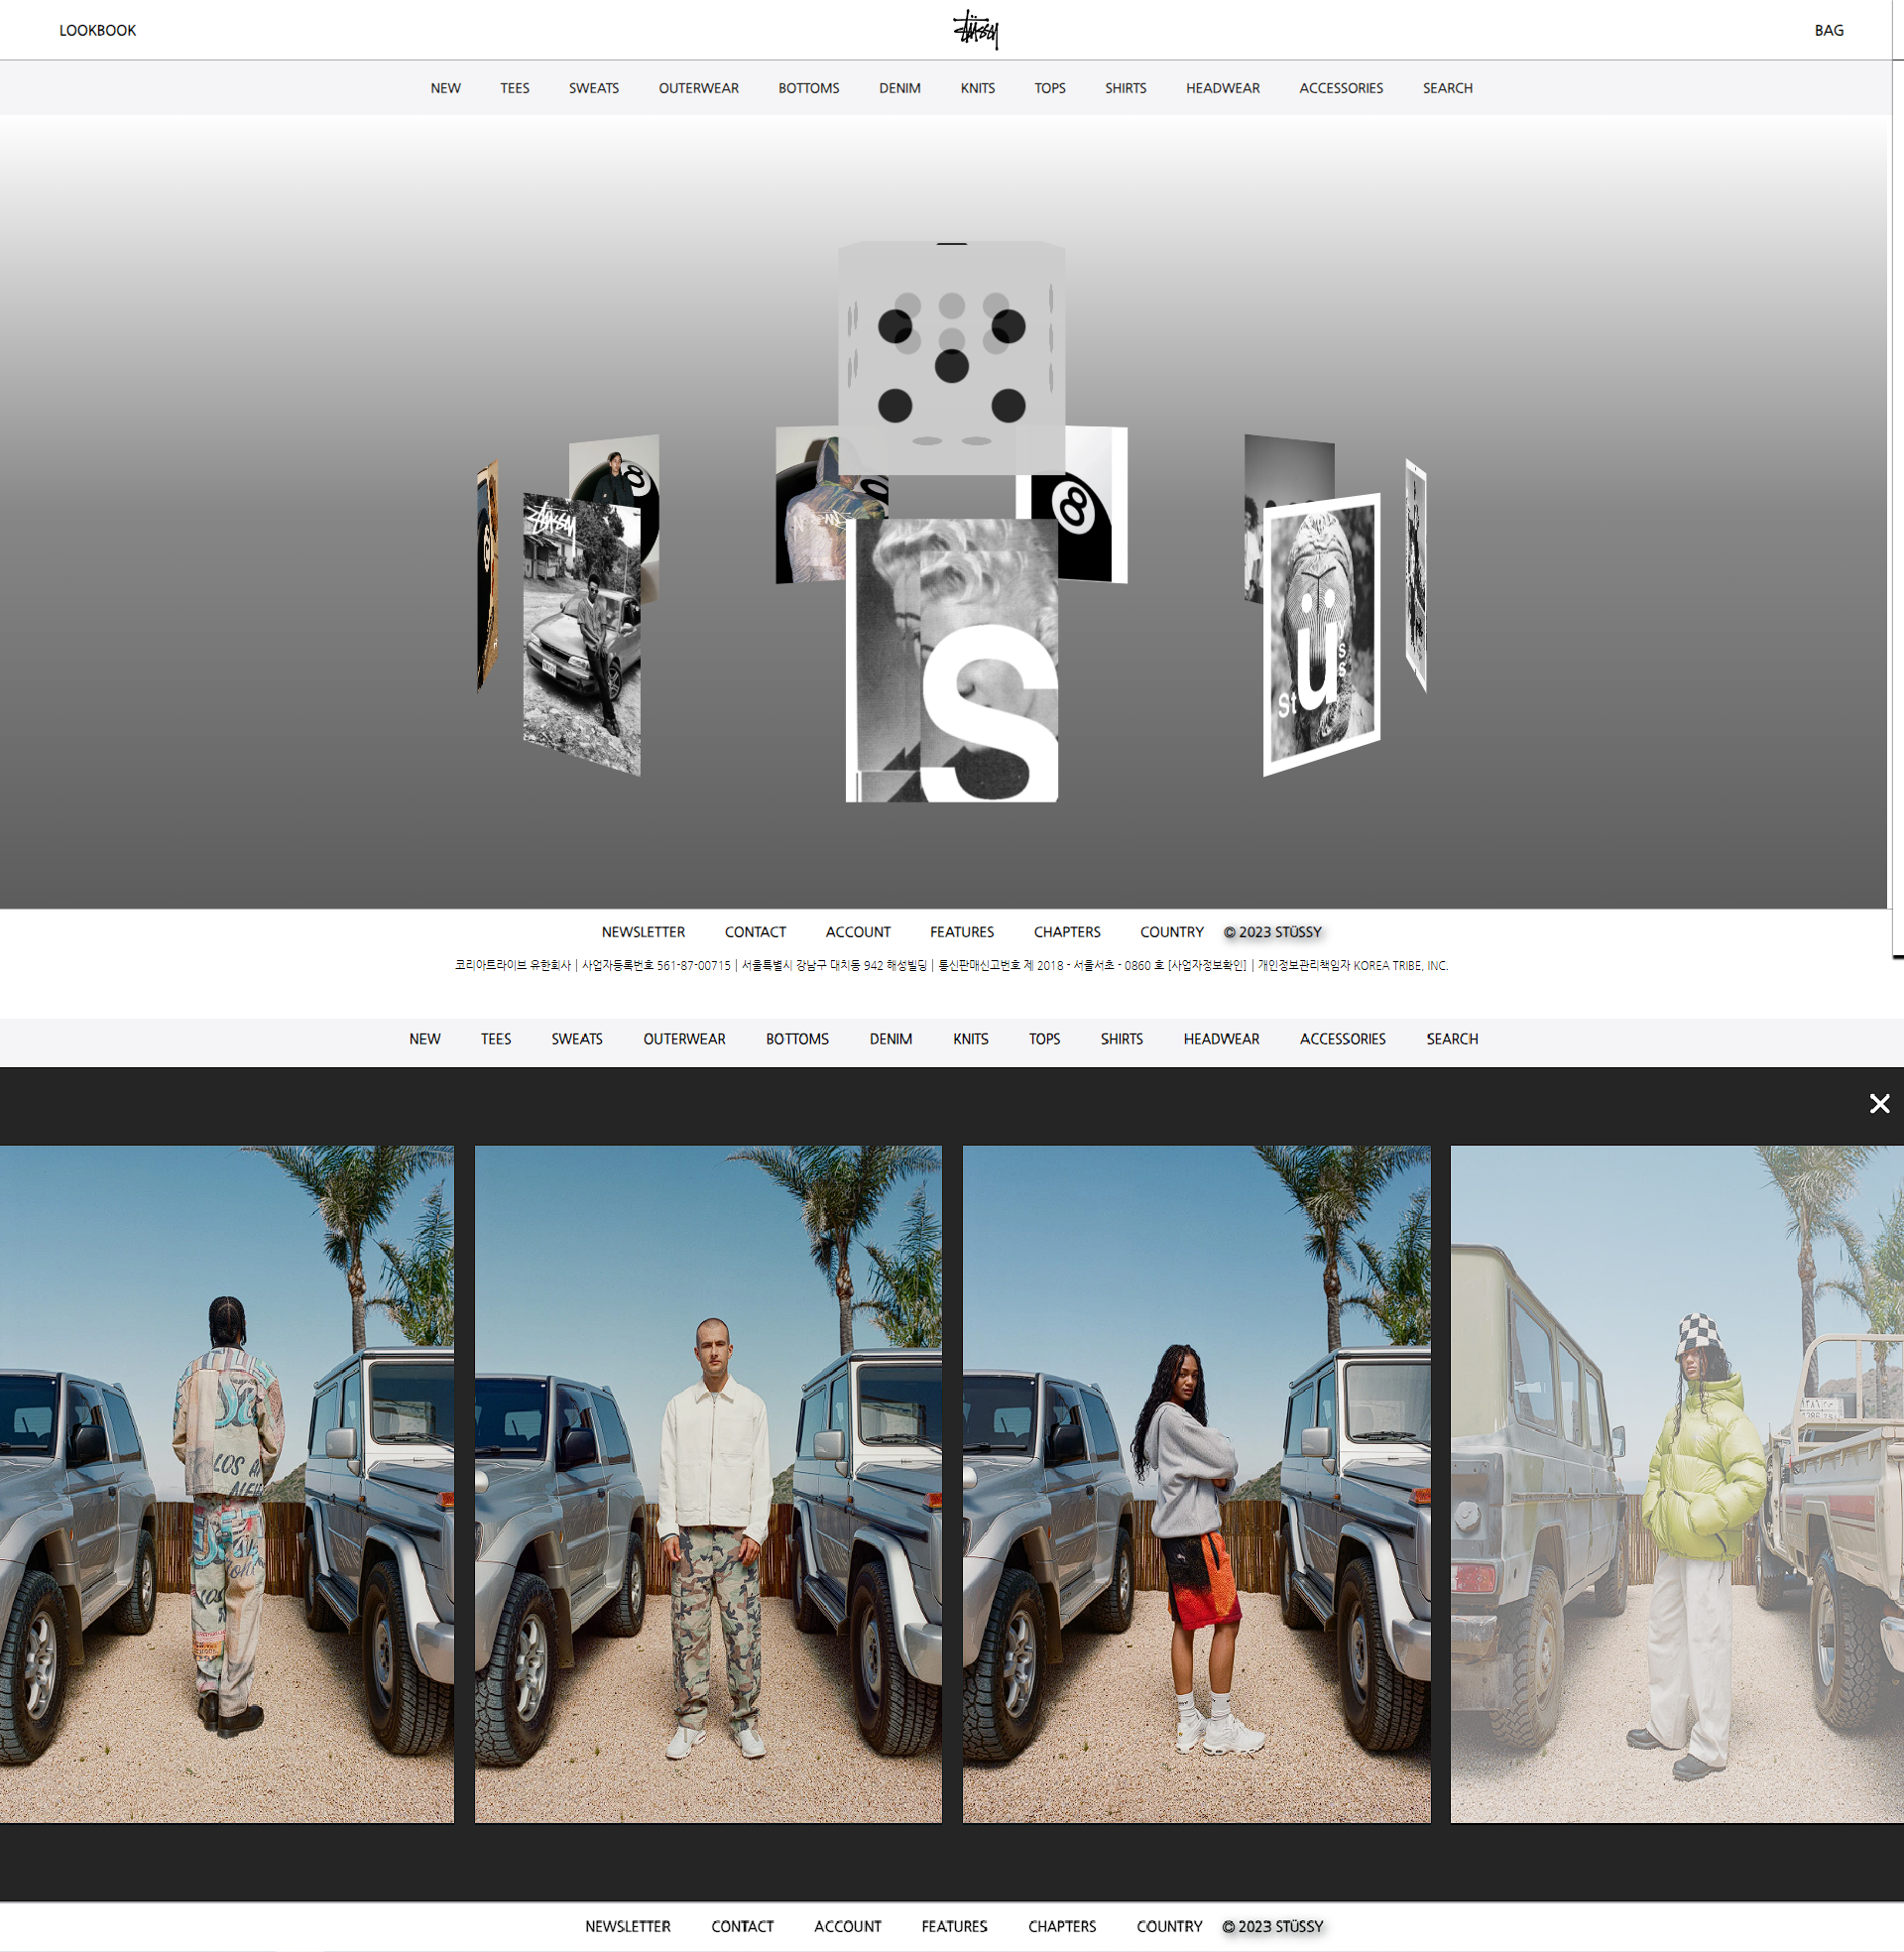 LOOKBOOK
Stüssy
BAG
NEW TEES SWEATS OUTERWEAR BOTTOMS DENIM KNITS TOPS SHIRTS HEADWEAR ACCESSORIES SEARCH
8
8
8
Stüssy
S
st u s s y
NEWSLETTER CONTACT ACCOUNT FEATURES CHAPTERS COUNTRY © 2023 STÜSSY
코리아트라이브 유한회사 | 사업자등록번호 561-87-00715 | 서울특별시 강남구 대치동 942 해성빌딩 | 통신판매신고번호 제 2018 - 서울서초 - 0860 호 [사업자정보확인] | 개인정보관리책임자 KOREA TRIBE, INC.
NEW TEES SWEATS OUTERWEAR BOTTOMS DENIM KNITS TOPS SHIRTS HEADWEAR ACCESSORIES SEARCH
LOS
NEWSLETTER CONTACT ACCOUNT FEATURES CHAPTERS COUNTRY © 2023 STÜSSY